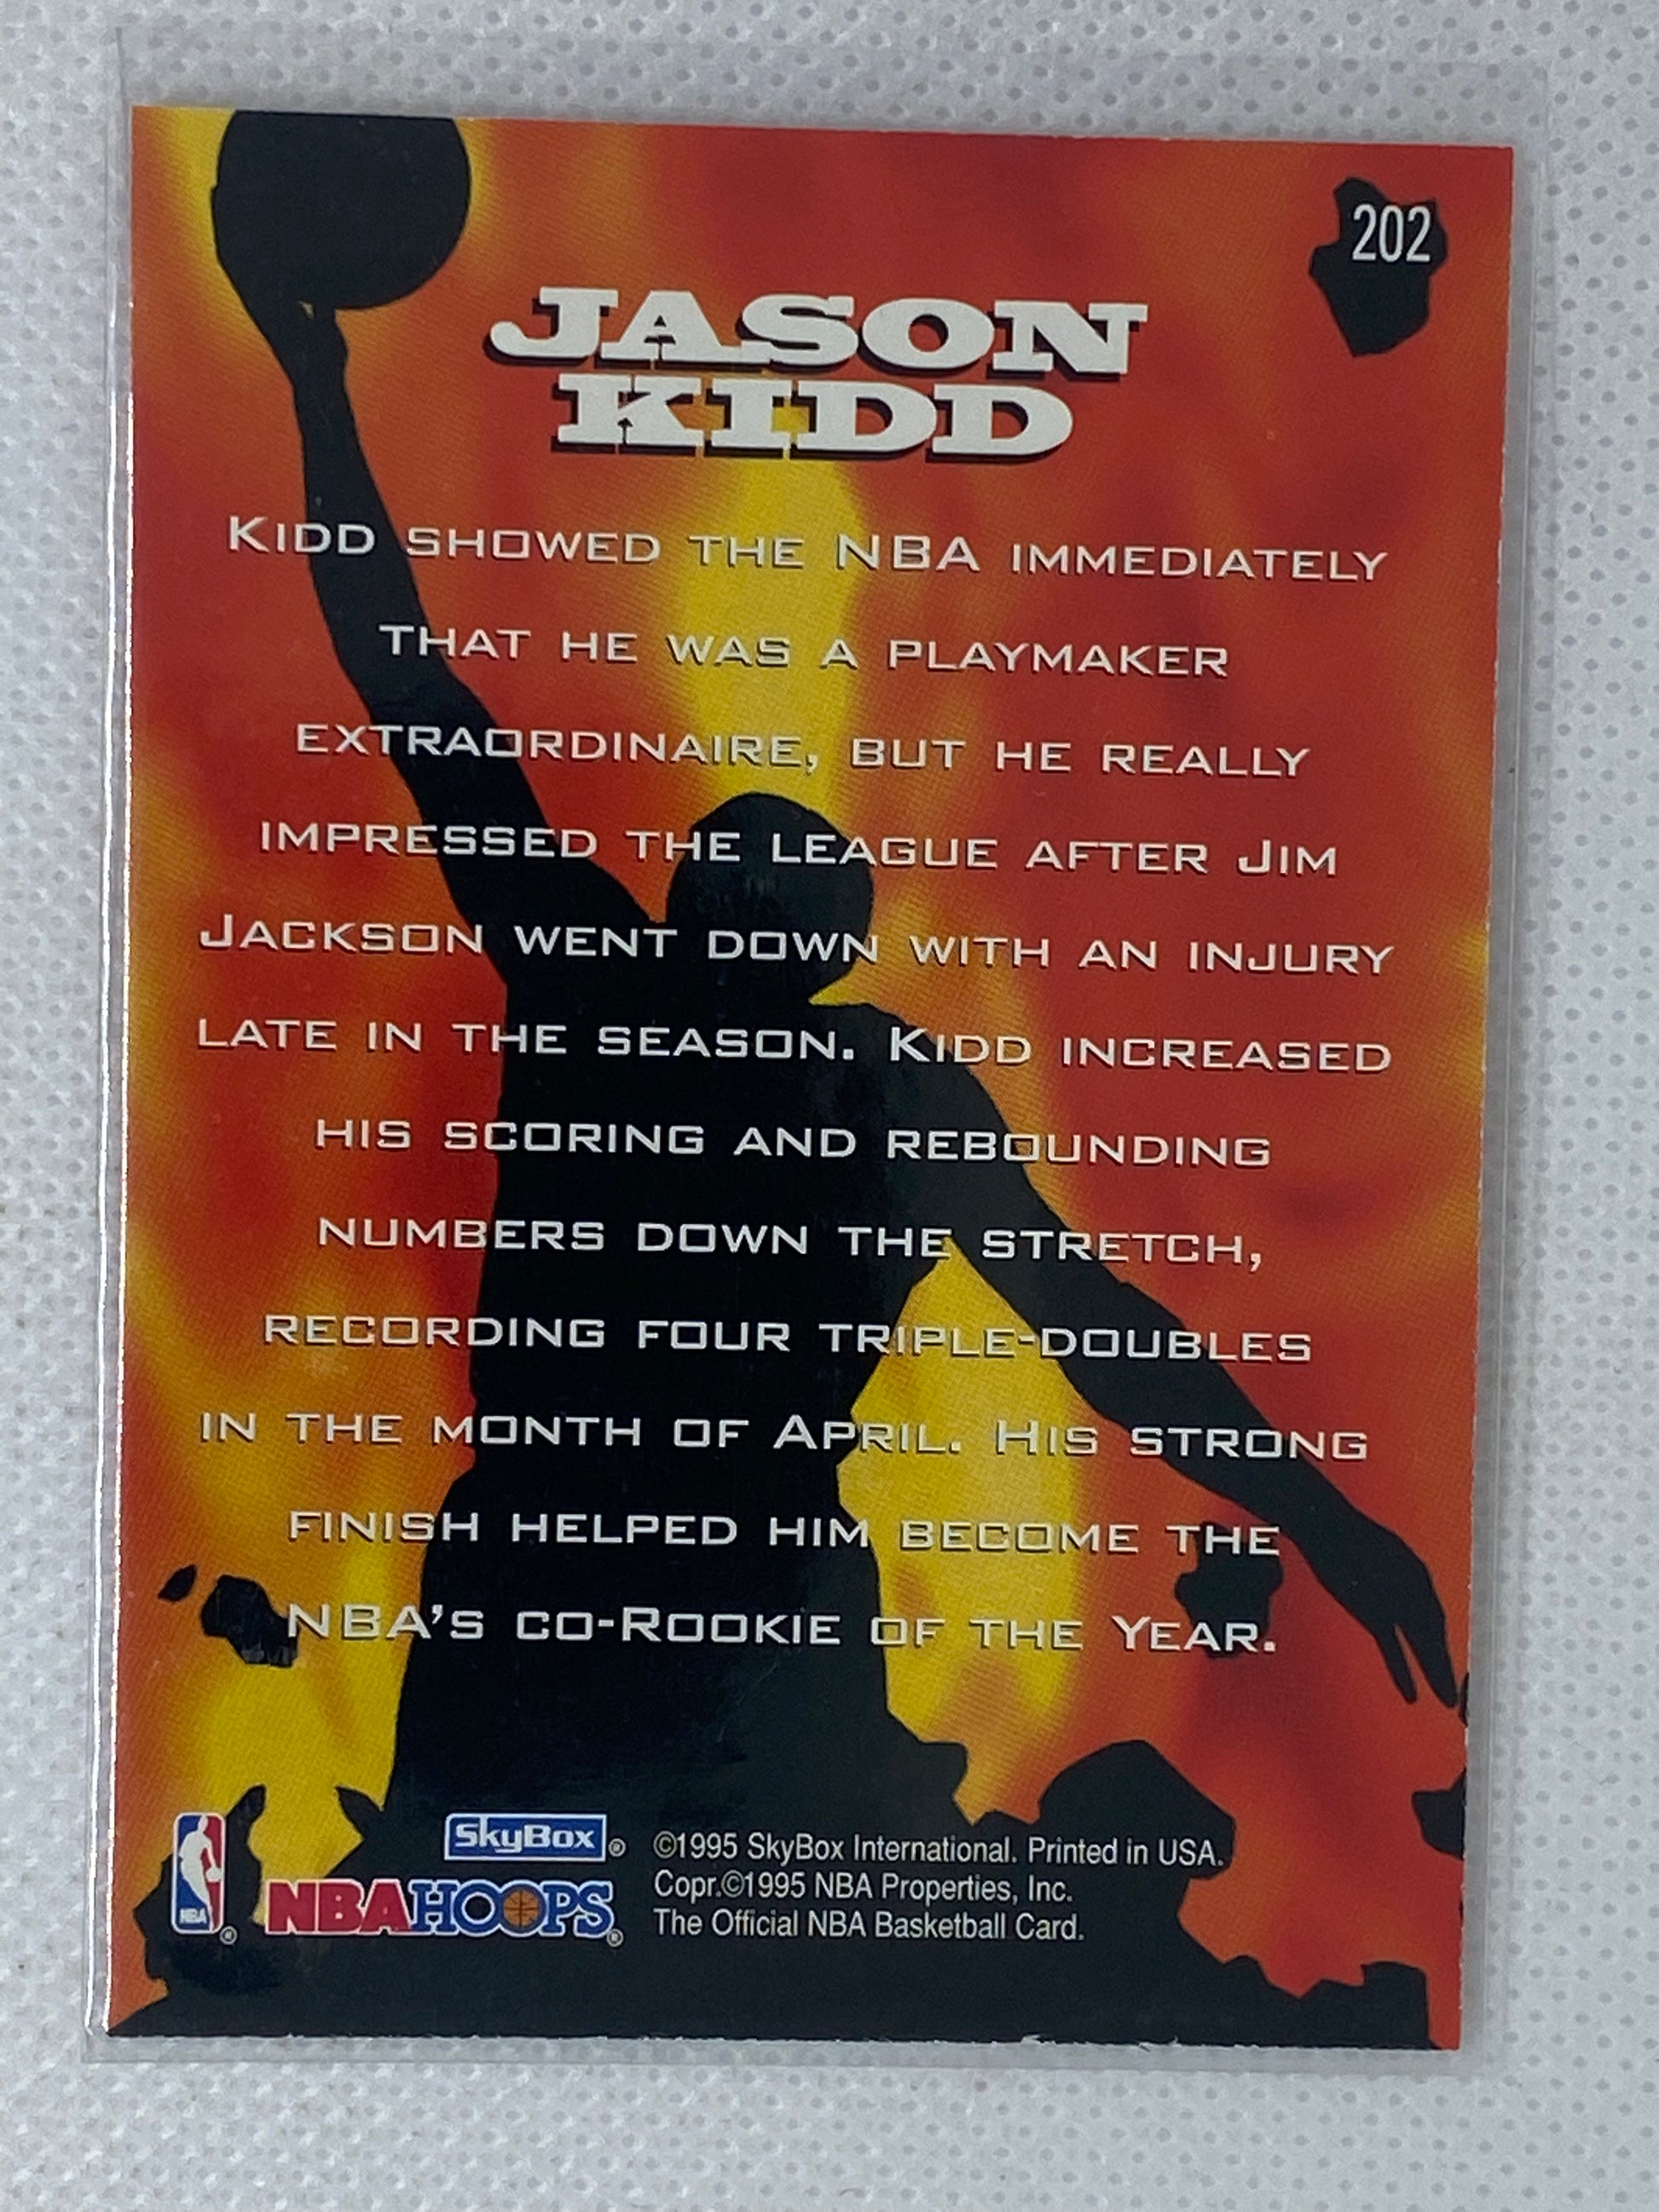 202
JASON
KIDD
KIDD SHOWED THE NBA IMMEDIATELY
THAT HE WAS A PLAYMAKER
EXTRAORDINAIRE, BUT HE REALLY
IMPRESSED THE LEAGUE AFTER JIM
JACKSON WENT DOWN WITH AN INJURY
LATE IN THE SEASON. KIDD INCREASED
HIS SCORING AND REBOUNDING
NUMBERS DOWN THE STRETCH,
RECORDING FOUR TRIPLE-DOUBLES
IN THE MONTH OF APRIL. HIS STRONG
FINISH HELPED HIM BECOME THE
NBA'S CO-ROOKIE OF THE YEAR.
SkyBox®
NBA®
NBAHOOPS®
©1995 SkyBox International. Printed in USA.
Copr.©1995 NBA Properties, Inc.
The Official NBA Basketball Card.